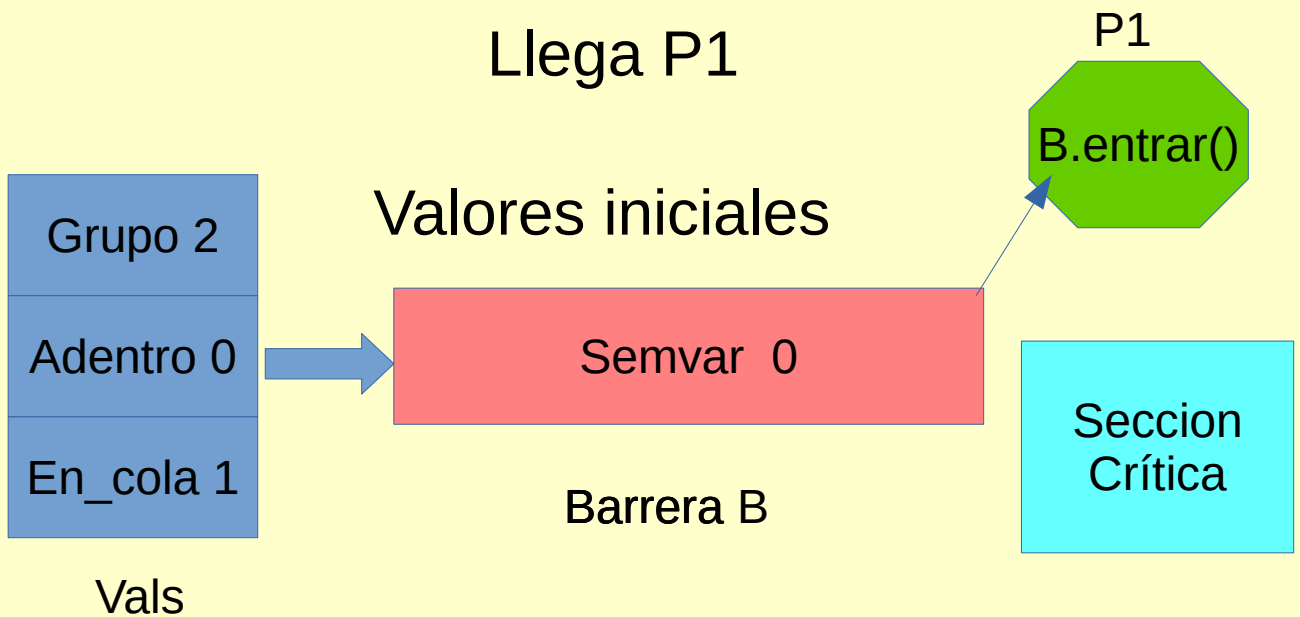 Llega P1
P1
B.entrar()
Valores iniciales
Grupo 2
Adentro 0
En_cola 1
Vals
Semvar 0
Barrera B
Seccion
Crítica